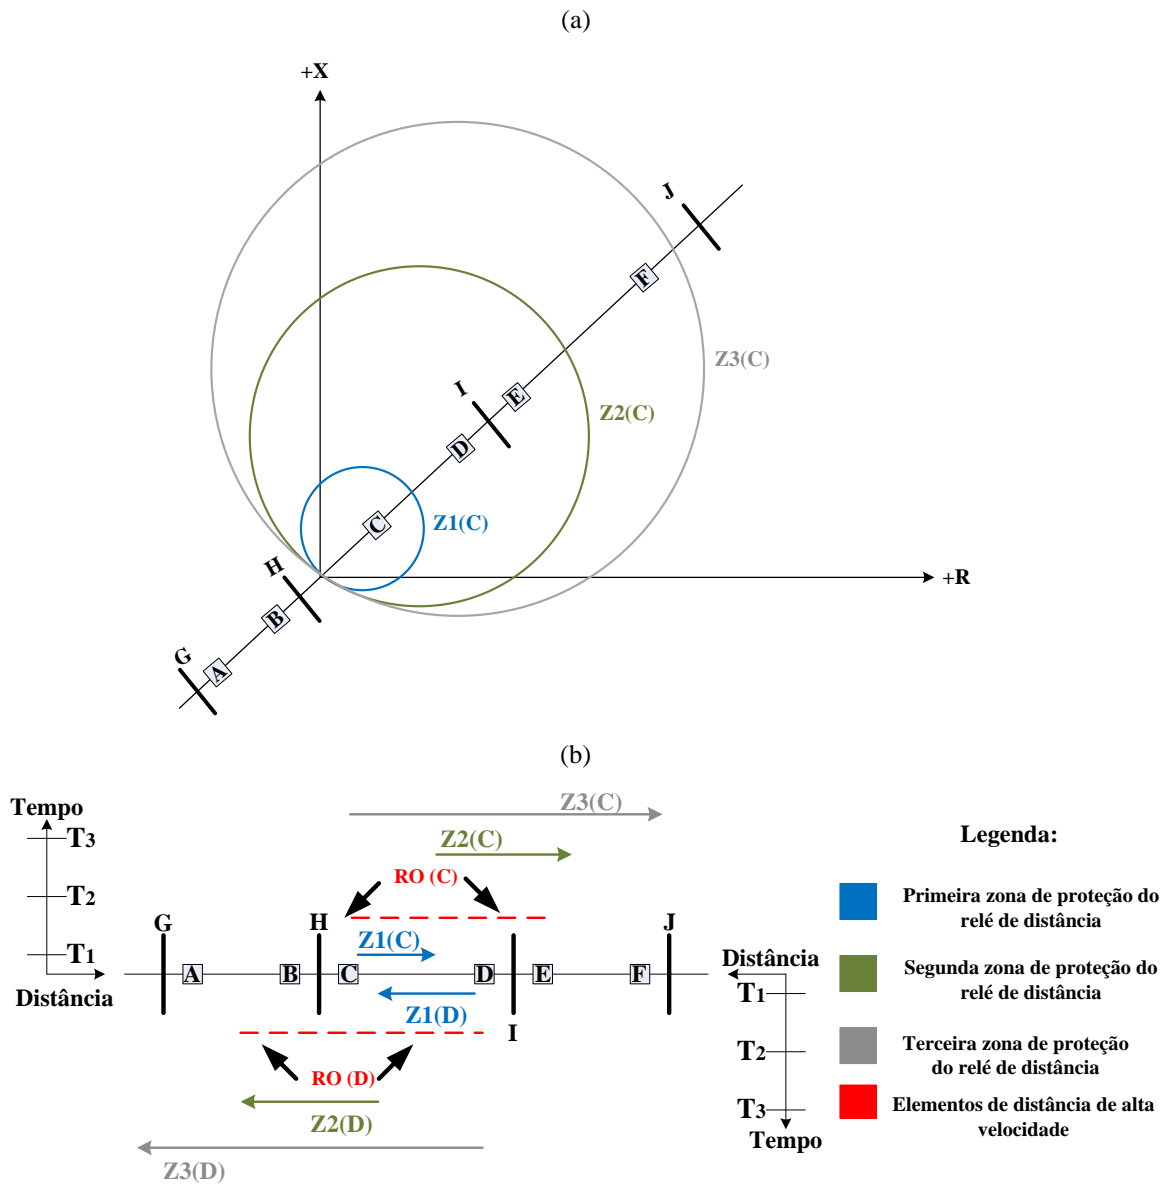 (a)
+X
J
F
Z3(C)
I
E
Z2(C)
D
Z1(C)
C
H
+R
B
G
A
(b)
Tempo
T3
T2
T1
Distância
Z3(C)
Z2(C)
RO (C)
G
H
J
Z1(C)
A
B
C
D
E
F
Z1(D)
I
RO (D)
Z2(D)
Z3(D)
Distância
T1
T2
T3
Tempo
Legenda:
Primeira zona de proteção do
relé de distância
Segunda zona de proteção do
relé de distância
Terceira zona de proteção
do relé de distância
Elementos de distância de alta
velocidade